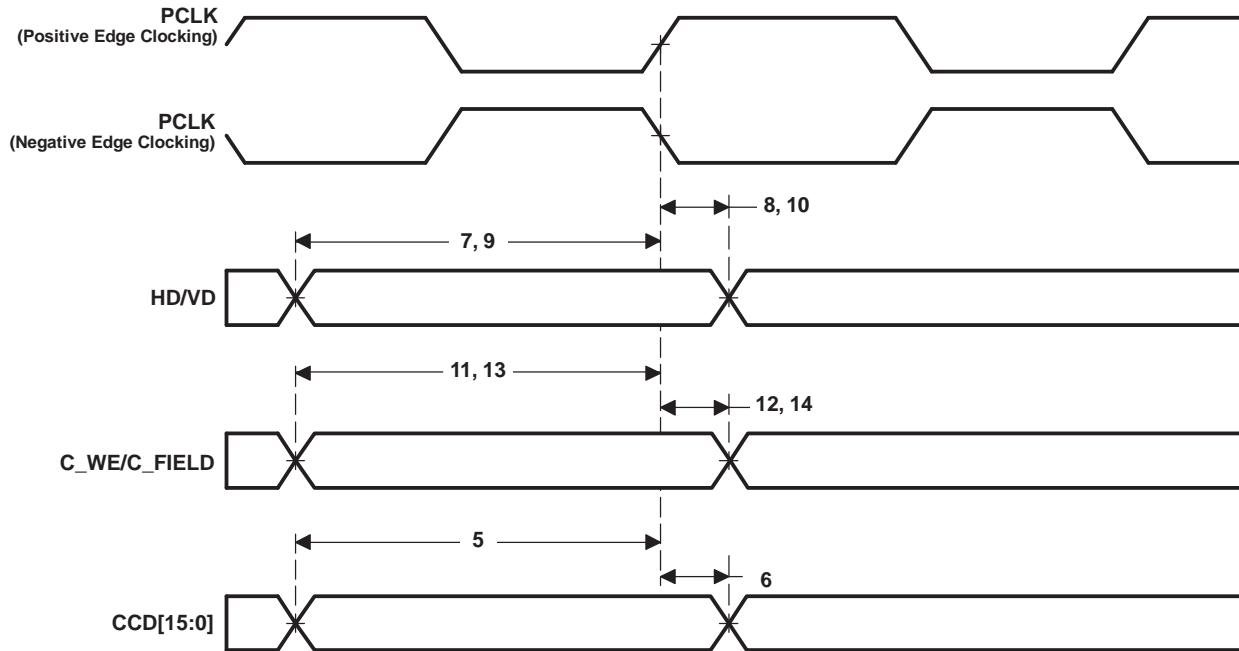 PCLK
(Positive Edge Clocking)
PCLK
(Negative Edge Clocking)
8, 10
7, 9
HD/VD
11, 13
12, 14
C_WE/C_FIELD
5
6
CCD[15:0]